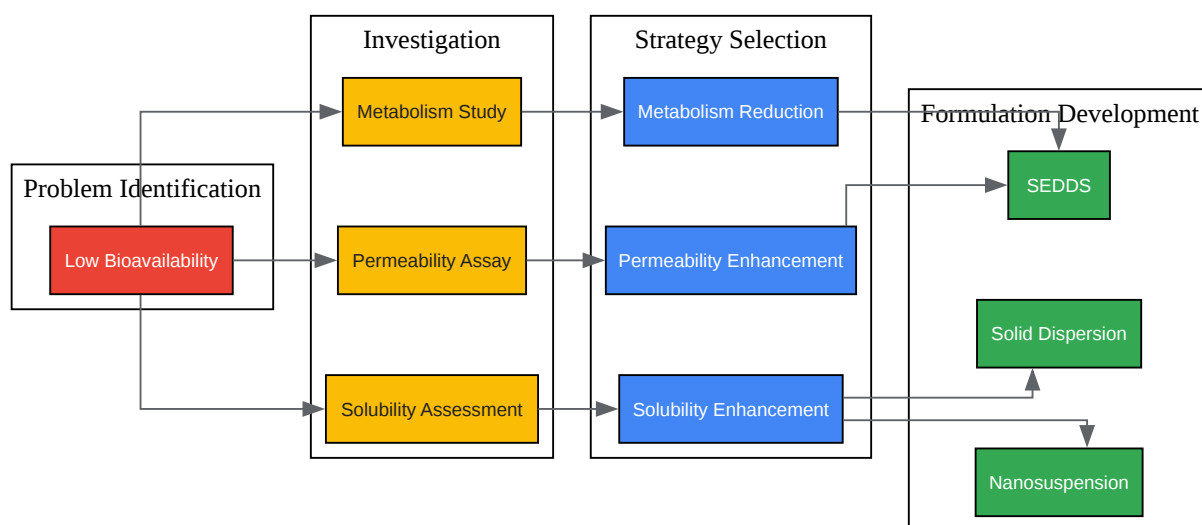 Problem Identification
Low Bioavailability
Investigation
Metabolism Study
Permeability Assay
Solubility Assessment
Strategy Selection
Metabolism Reduction
Permeability Enhancement
Solubility Enhancement
Formulation Development
SEDDS
Solid Dispersion
Nanosuspension